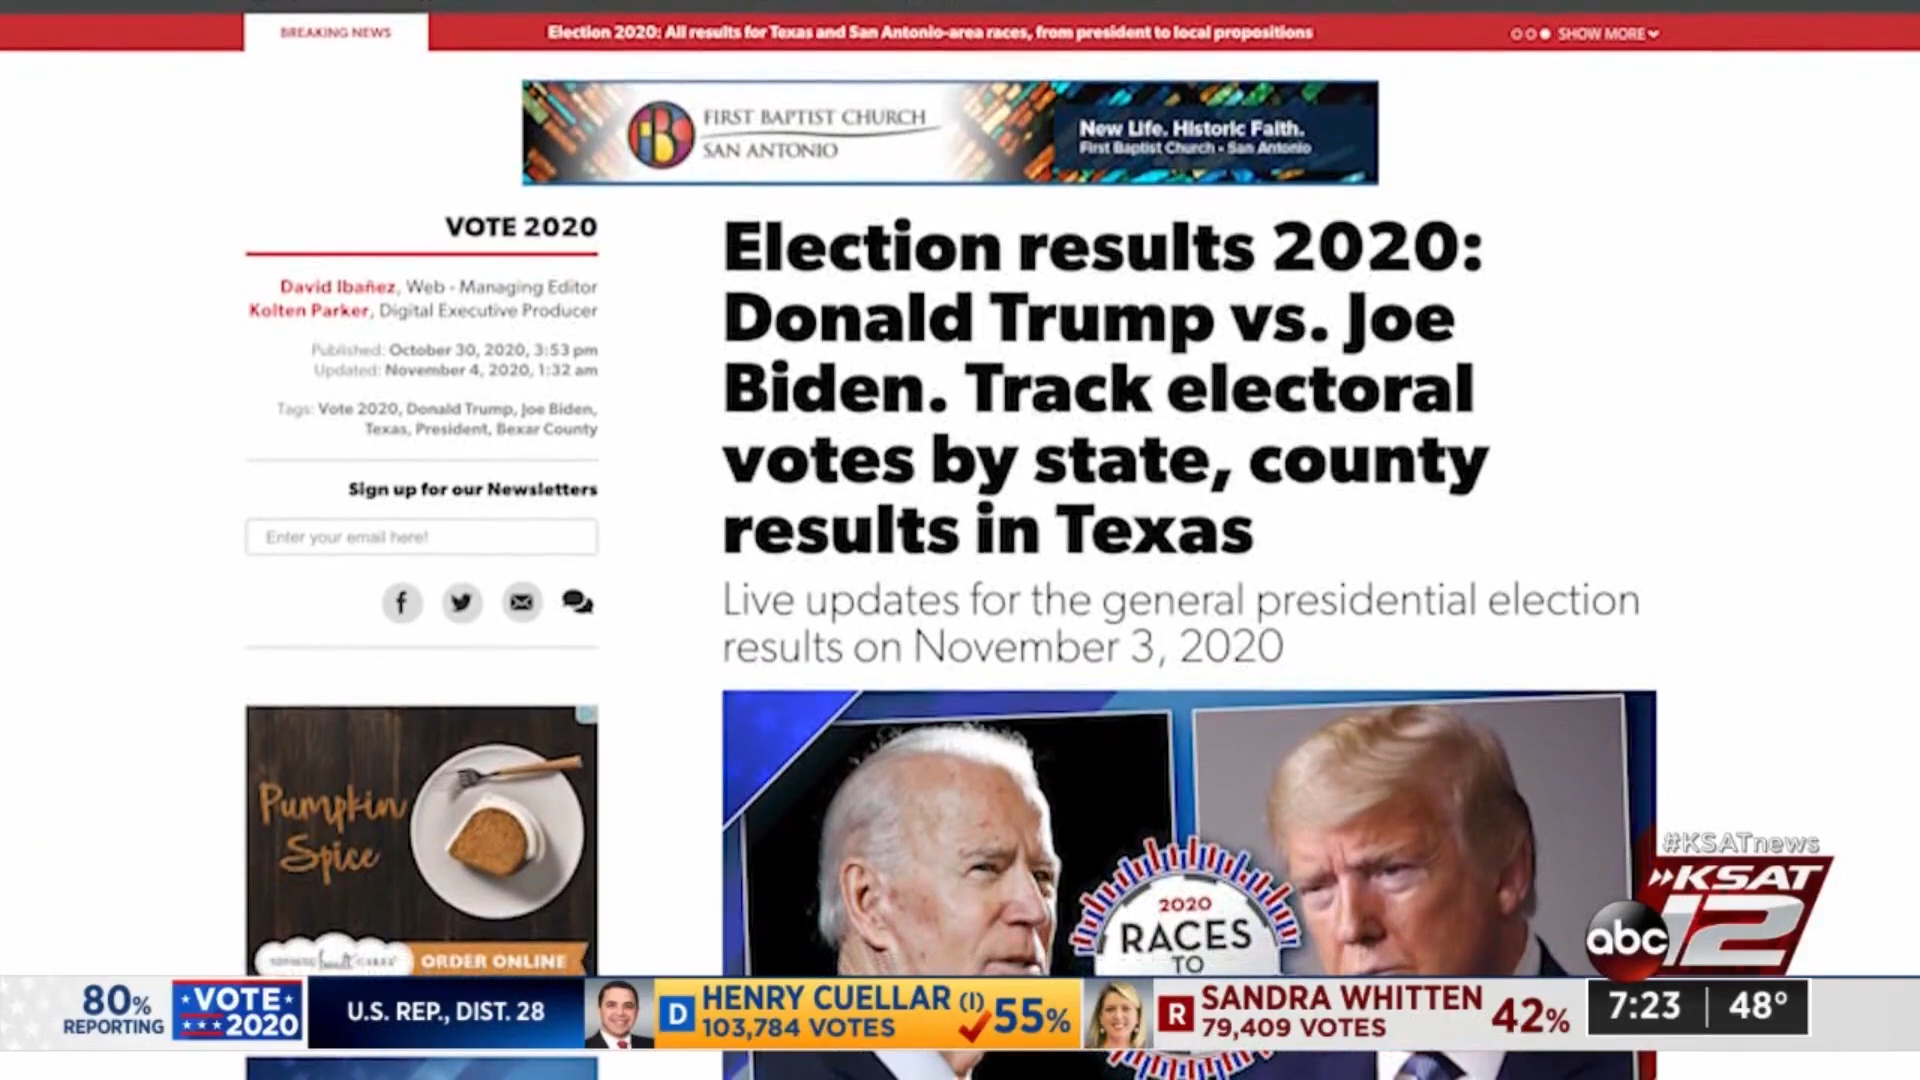 BREAKING NEWS
Election 2020: All results for Texas and San Antonio-area races, from president to local propositions
SHOW MORE
FIRST BAPTIST CHURCH
SAN ANTONIO
New Life. Historic Faith.
First Baptist Church • San Antonio
VOTE 2020
David Ibañez, Web - Managing Editor
Kolten Parker, Digital Executive Producer
Published: October 30, 2020, 3:53 pm
Updated: November 4, 2020, 1:32 am
Tags: Vote 2020, Donald Trump, Joe Biden,
Texas, President, Bexar County
Sign up for our Newsletters
Enter your email here!
Election results 2020:
Donald Trump vs. Joe
Biden. Track electoral
votes by state, county
results in Texas
Live updates for the general presidential election
results on November 3, 2020
Pumpkin
Spice
ORDER ONLINE
2020
RACES
TO
#KSATnews
KSAT
12
abc
80%
REPORTING
VOTE
2020
U.S. REP., DIST. 28
D
HENRY CUELLAR (I)
103,784 VOTES
55%
R
SANDRA WHITTEN
79,409 VOTES
42%
7:23
48°